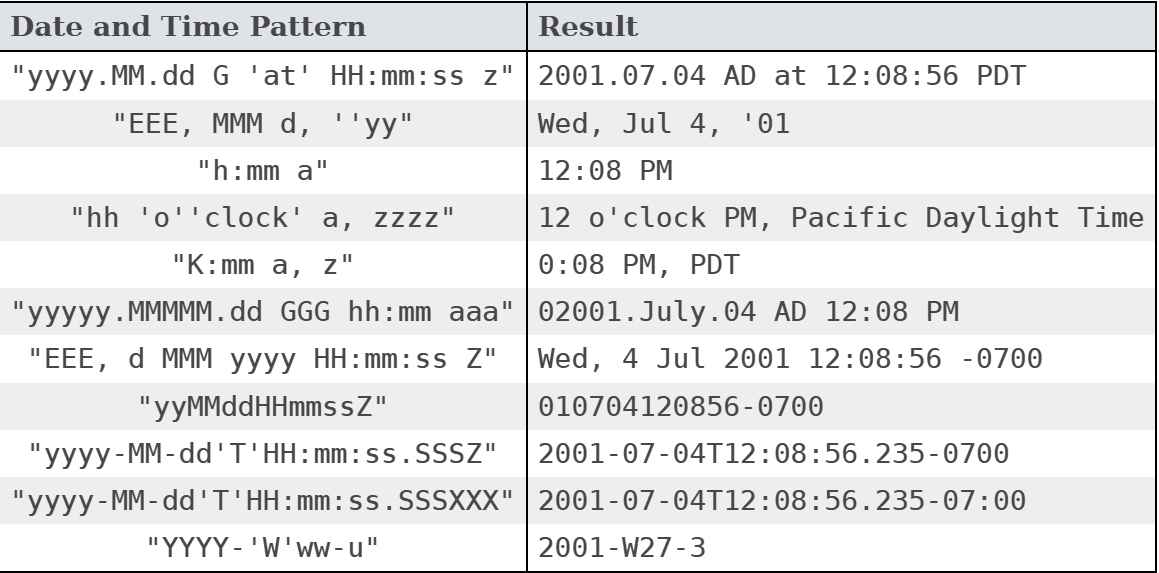 Date and Time Pattern Result
"yyyy.MM.dd G 'at' HH:mm:ss z" 2001.07.04 AD at 12:08:56 PDT
"EEE, MMM d, ''yy" Wed, Jul 4, '01
"h:mm a" 12:08 PM
"hh 'o''clock' a, zzzz" 12 o'clock PM, Pacific Daylight Time
"K:mm a, z" 0:08 PM, PDT
"yyyyy.MMMMM.dd GGG hh:mm aaa" 02001.July.04 AD 12:08 PM
"EEE, d MMM yyyy HH:mm:ss Z" Wed, 4 Jul 2001 12:08:56 -0700
"yyMMddHHmmssZ" 010704120856-0700
"yyyy-MM-dd'T'HH:mm:ss.SSSZ" 2001-07-04T12:08:56.235-0700
"yyyy-MM-dd'T'HH:mm:ss.SSSXXX" 2001-07-04T12:08:56.235-07:00
"YYYY-'W'ww-u" 2001-W27-3